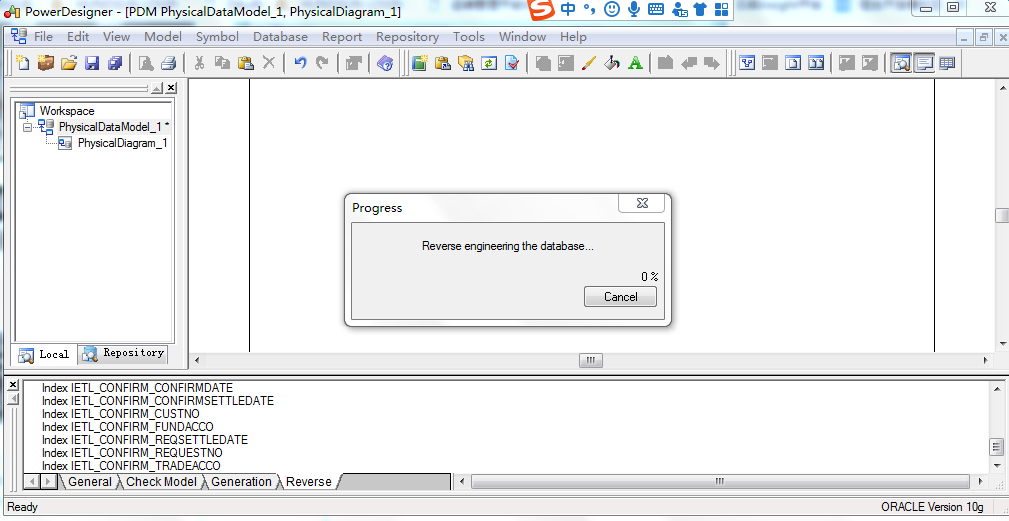 PowerDesigner - [PDM PhysicalDataModel_1, PhysicalDiagram_1]
S 中
File Edit View Model Symbol Database Report Repository Tools Window Help
Workspace
PhysicalDataModel_1 *
PhysicalDiagram_1
Progress
Reverse engineering the database...
0 %
Cancel
Local Repository
Index IETL_CONFIRM_CONFIRMDATE
Index IETL_CONFIRM_CONFIRMSETTLEDATE
Index IETL_CONFIRM_CUSTNO
Index IETL_CONFIRM_FUNDACCO
Index IETL_CONFIRM_REQSETTLEDATE
Index IETL_CONFIRM_REQUESTNO
Index IETL_CONFIRM_TRADEACCO
General Check Model Generation Reverse
Ready ORACLE Version 10g